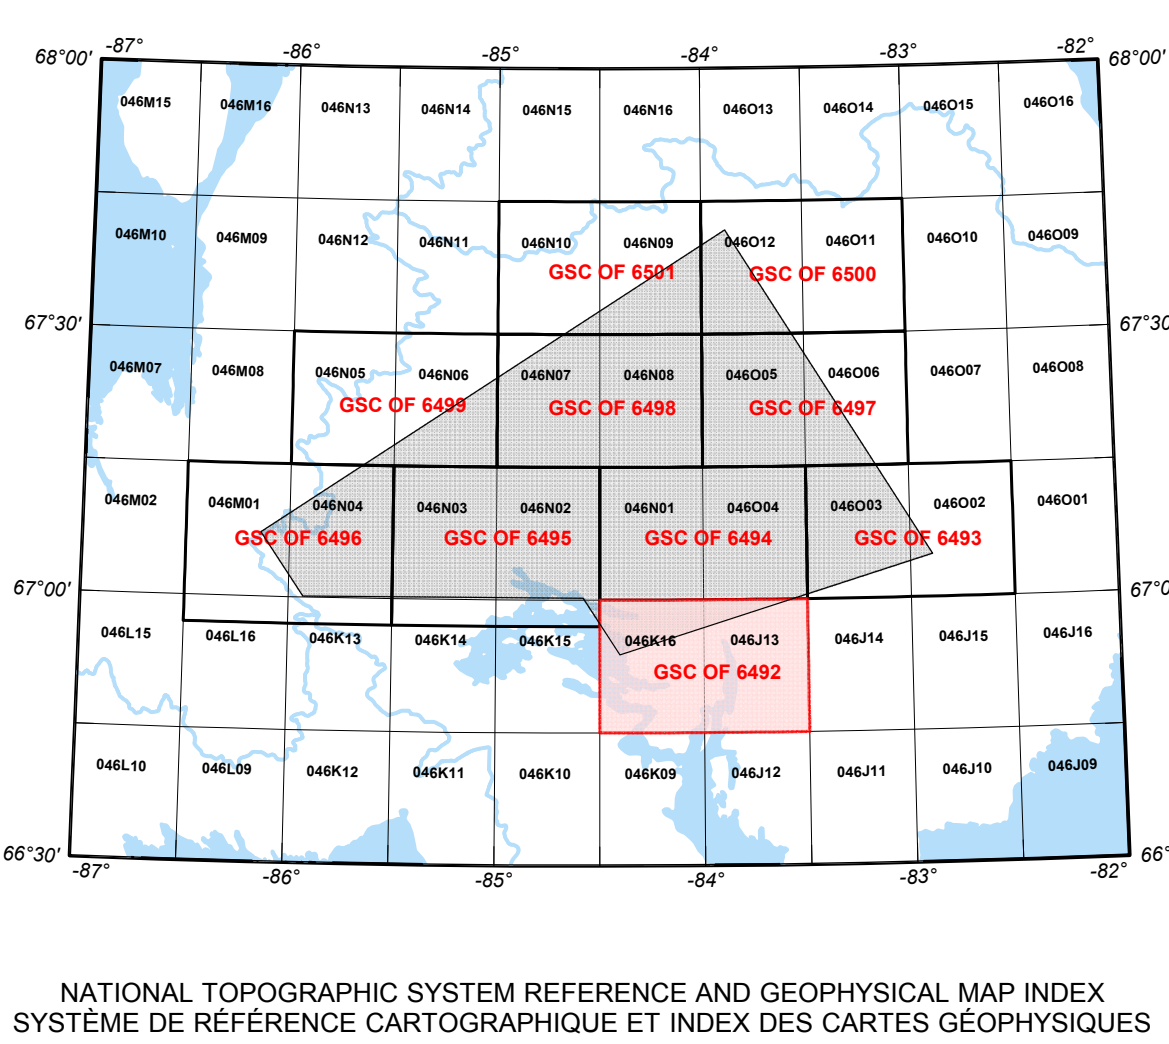 -87° -86° -85° -84° -83° -82°
68°00' 68°00'
046M15 046M16 046N13 046N14 046N15 046N16 046O13 046O14 046O15 046O16
046M10 046M09 046N12 046N11 046N10 046N09 046O12 046O11 046O10 046O09
GSC OF 6501 GSC OF 6500
67°30' 67°30
046M07 046M08 046N05 046N06 046N07 046N08 046O05 046O06 046O07 046O08
GSC OF 6499 GSC OF 6498 GSC OF 6497
046M02 046M01 046N04 046N03 046N02 046N01 046O04 046O03 046O02 046O01
GSC OF 6496 GSC OF 6495 GSC OF 6494 GSC OF 6493
67°00' 67°0
046L15 046L16 046K13 046K14 046K15 046K16 046J13 046J14 046J15 046J16
GSC OF 6492
046L10 046L09 046K12 046K11 046K10 046K09 046J12 046J11 046J10 046J09
66°30' 66°
-87° -86° -85° -84° -83° -82°
NATIONAL TOPOGRAPHIC SYSTEM REFERENCE AND GEOPHYSICAL MAP INDEX
SYSTÈME DE RÉFÉRENCE CARTOGRAPHIQUE ET INDEX DES CARTES GÉOPHYSIQUES